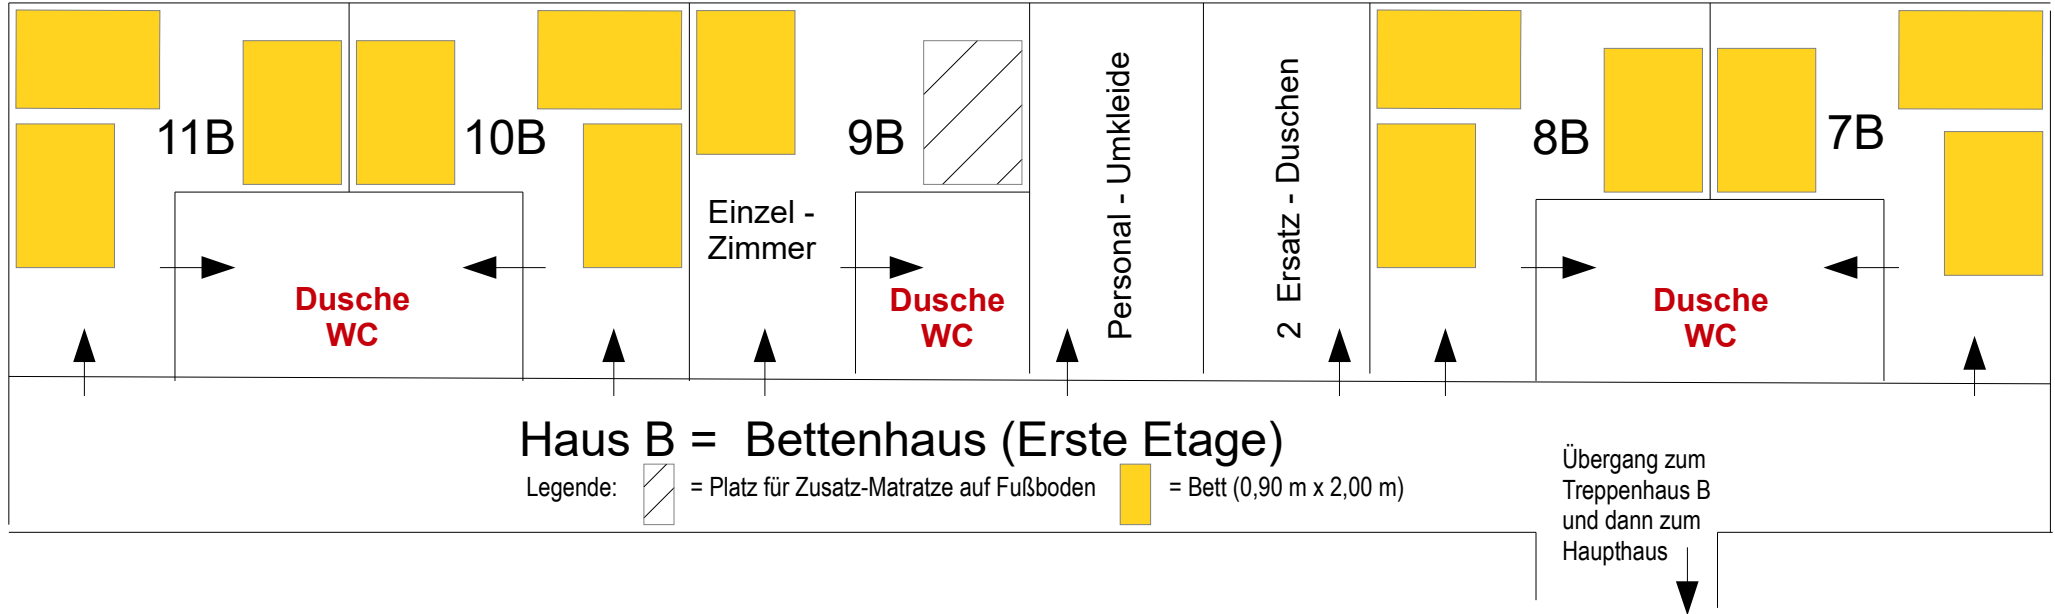 11B
10B
9B
8B
7B
Einzel -
Zimmer
Personal - Umkleide
2 Ersatz - Duschen
Dusche
WC
Dusche
WC
Dusche
WC
Haus B = Bettenhaus (Erste Etage)
Legende: = Platz für Zusatz-Matratze auf Fußboden = Bett (0,90 m x 2,00 m)
Übergang zum
Treppenhaus B
und dann zum
Haupthaus